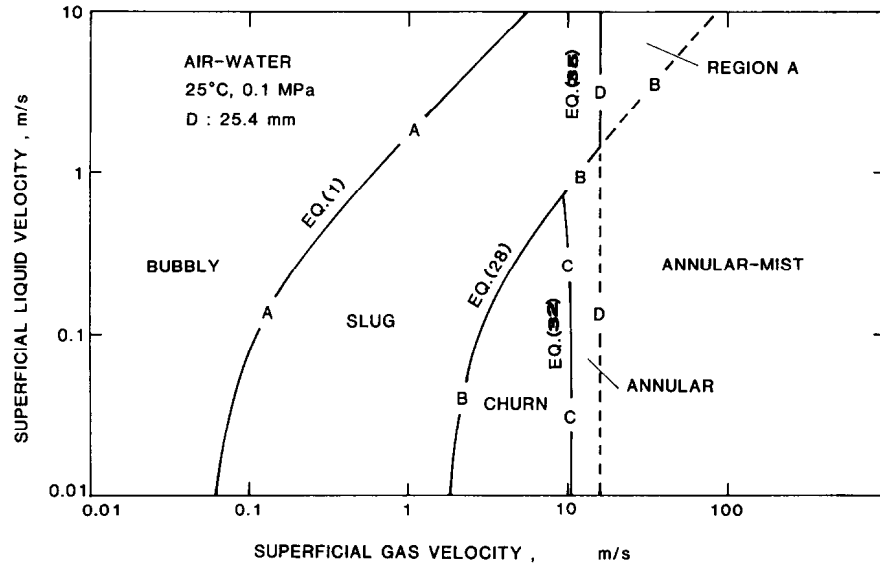 10
1
0.1
0.01
SUPERFICIAL LIQUID VELOCITY , m/s
AIR-WATER
25°C, 0.1 MPa
D : 25.4 mm
A
EQ.(1)
A
BUBBLY
SLUG
EQ.(28)
B
B
B
CHURN
C
EQ.(32)
C
D
D
REGION A
ANNULAR-MIST
ANNULAR
0.01
0.1
1
10
100
SUPERFICIAL GAS VELOCITY , m/s